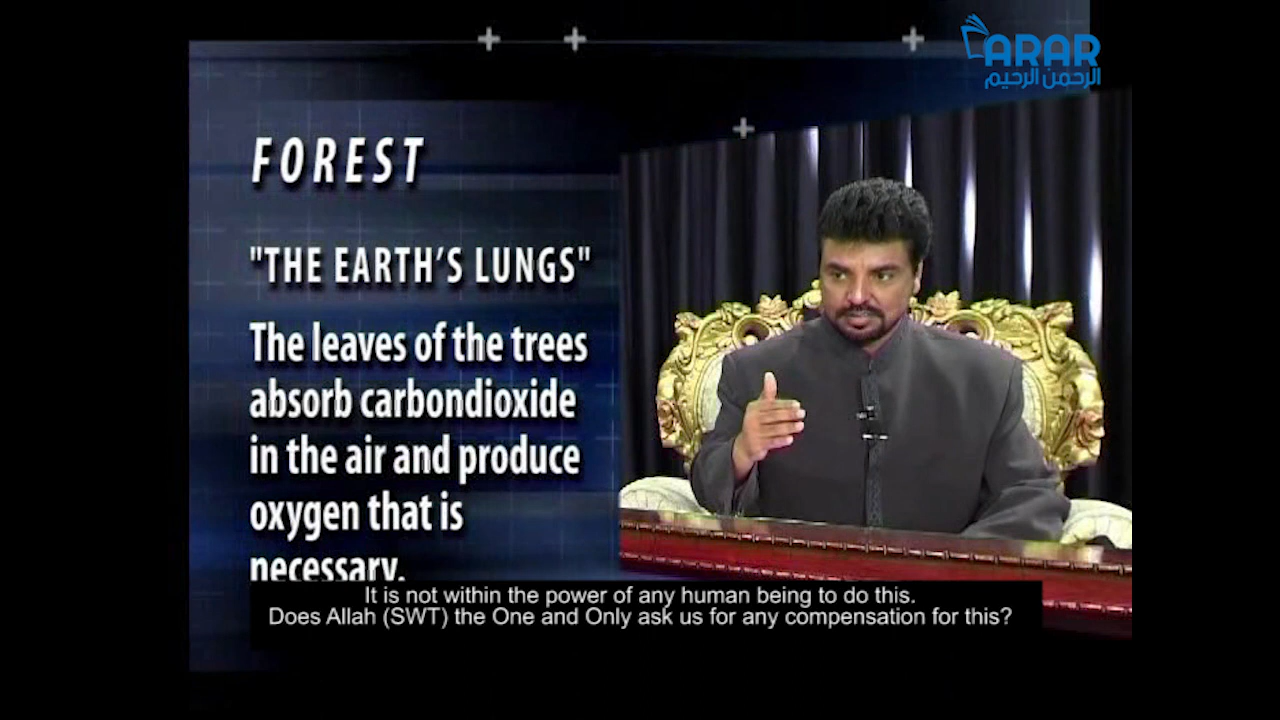 ARAR
الرحمن الرحيم
FOREST
"THE EARTH'S LUNGS"
The leaves of the trees
absorb carbondioxide
in the air and produce
oxygen that is
necessary.
It is not within the power of any human being to do this.
Does Allah (SWT) the One and Only ask us for any compensation for this?